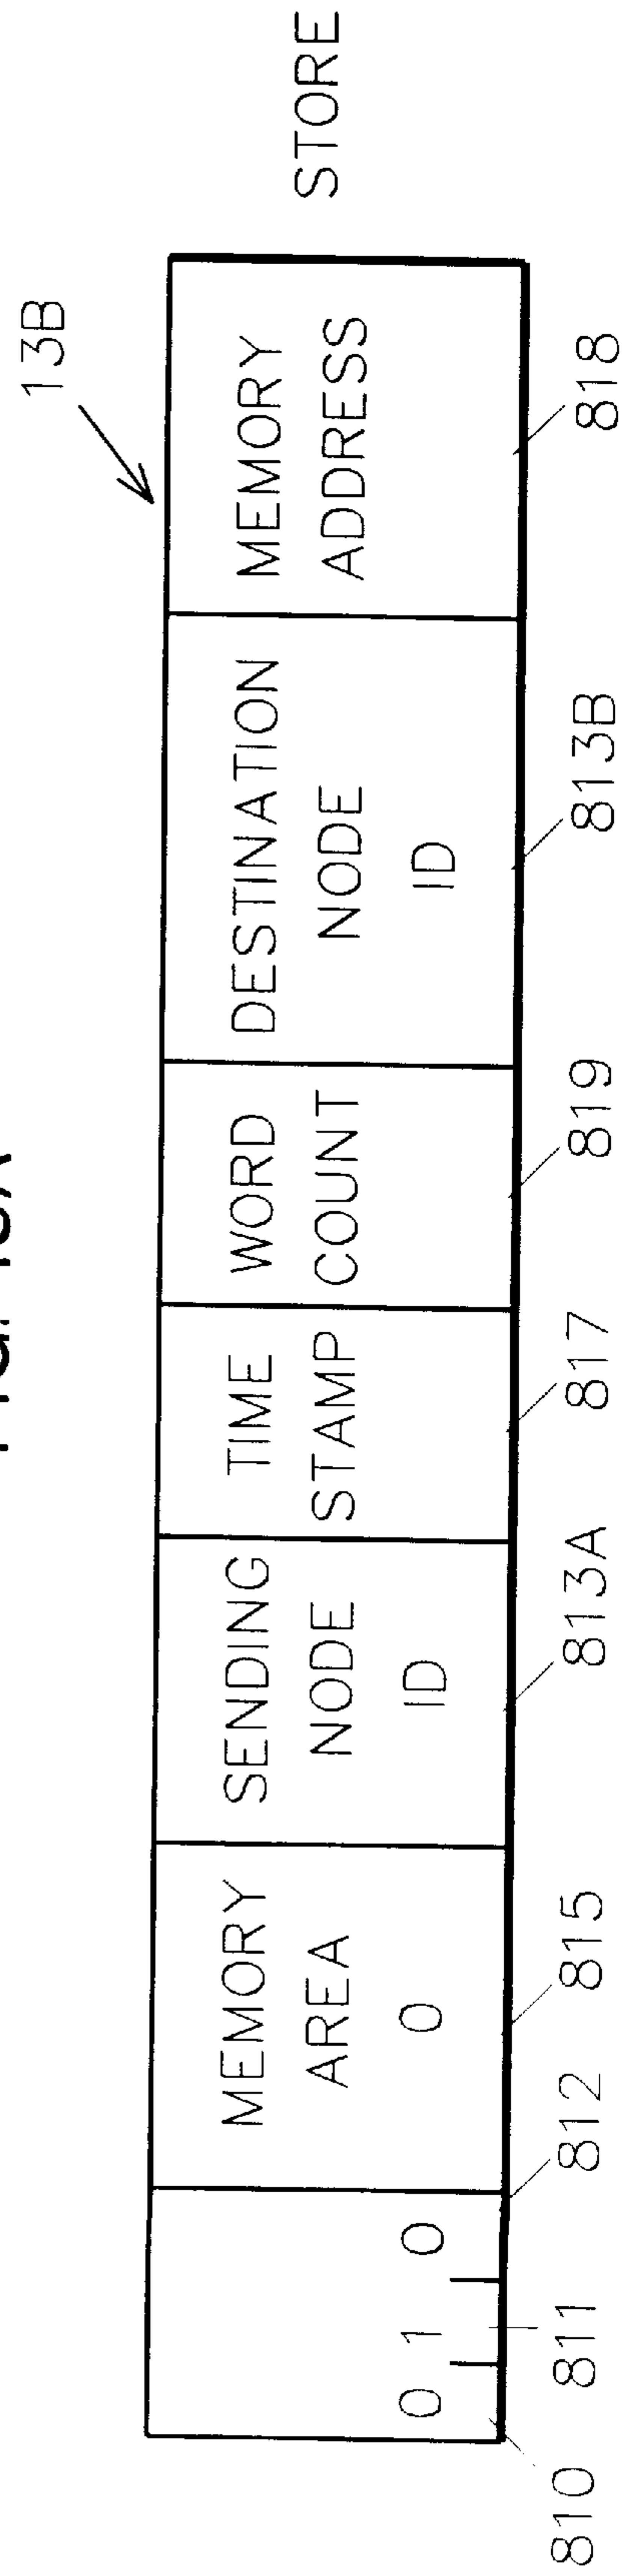 13B
0 1 0
MEMORY
AREA
0
SENDING
NODE
ID
TIME
STAMP
WORD
COUNT
DESTINATION
NODE
ID
MEMORY
ADDRESS
STORE
810
811
812
815
813A
817
819
813B
818